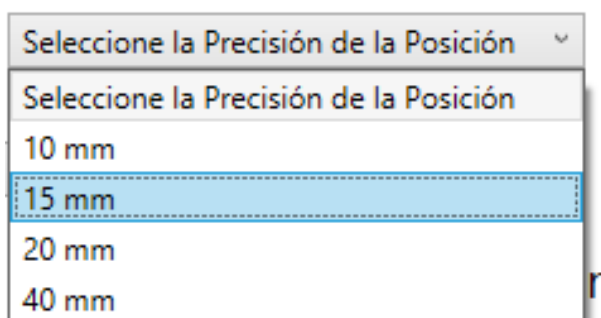 Seleccione la Precisión de la Posición
Seleccione la Precisión de la Posición
10 mm
15 mm
20 mm
40 mm